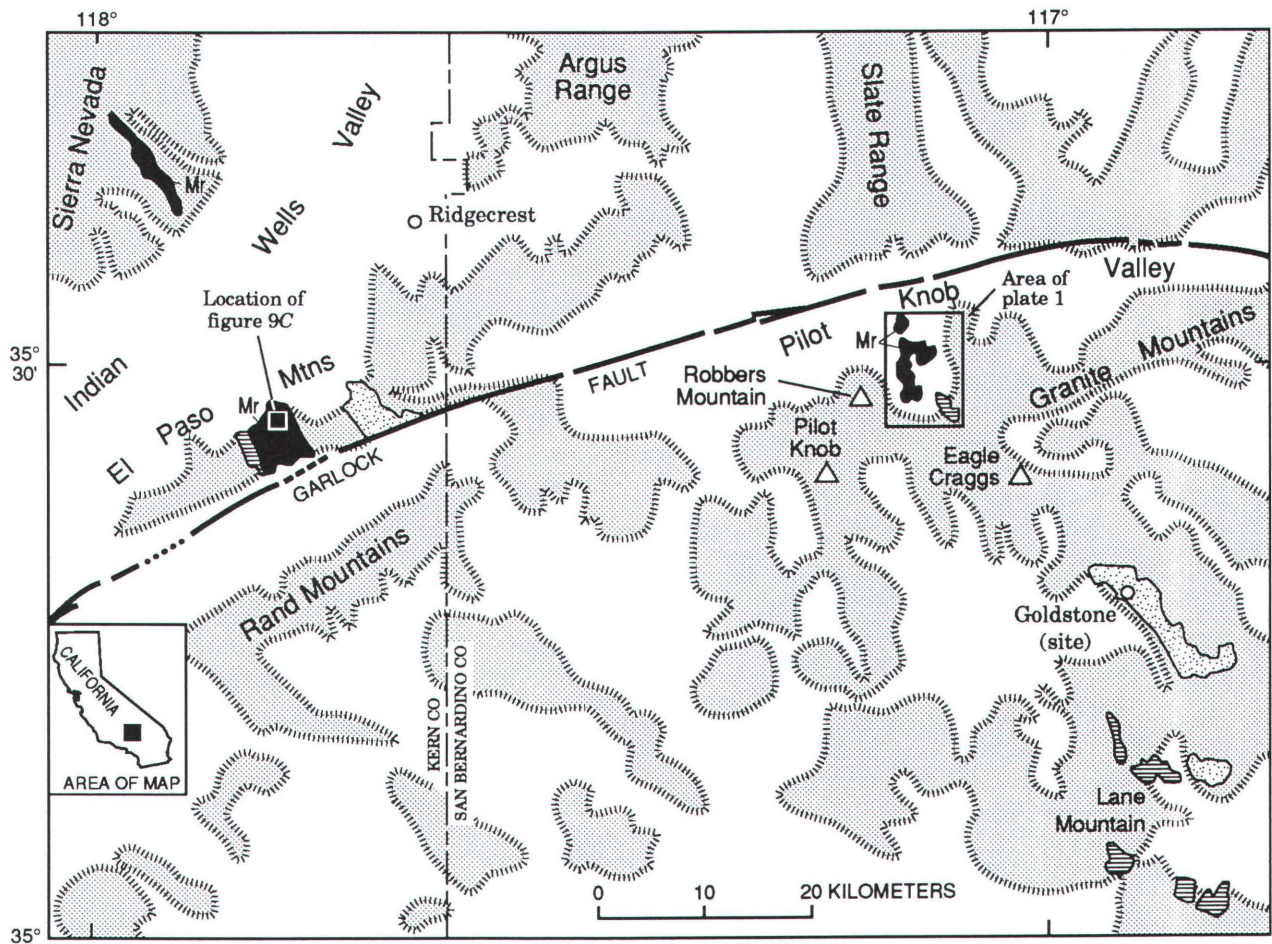 118°
117°
Sierra Nevada
Mr
Indian Wells Valley
Argus
Range
Slate Range
Ridgecrest
Location of
figure 9C
35°
30'
El Paso Mtns
Mr
GARLOCK FAULT
Pilot Knob Valley
Area of
plate 1
Mr
Robbers
Mountain
Pilot
Knob
Eagle
Craggs
Granite Mountains
Rand Mountains
Goldstone
(site)
CALIFORNIA
AREA OF MAP
KERN CO
SAN BERNARDINO CO
Lane
Mountain
0 10 20 KILOMETERS
35°